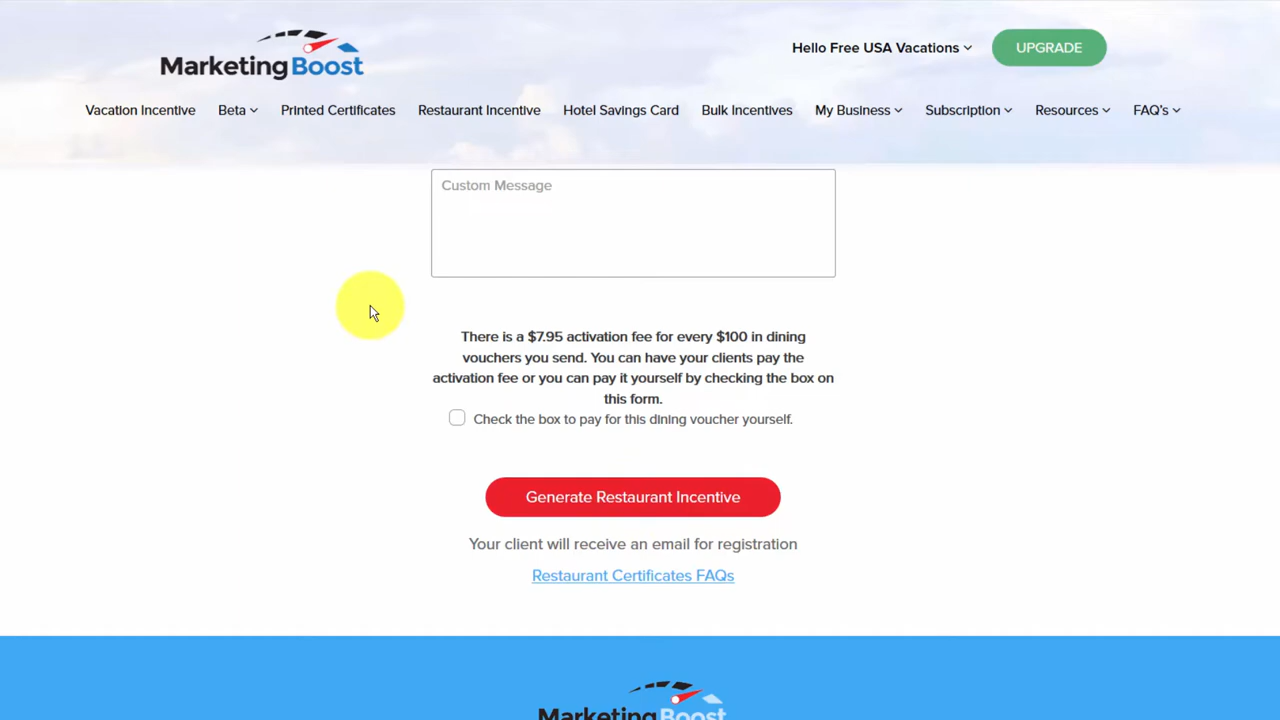 MarketingBoost
Hello Free USA Vacations
UPGRADE
Vacation Incentive
Beta
Printed Certificates
Restaurant Incentive
Hotel Savings Card
Bulk Incentives
My Business
Subscription
Resources
FAQ's
Custom Message
There is a $7.95 activation fee for every $100 in dining
vouchers you send. You can have your clients pay the
activation fee or you can pay it yourself by checking the box on
this form.
Check the box to pay for this dining voucher yourself.
Generate Restaurant Incentive
Your client will receive an email for registration
Restaurant Certificates FAQs
MarketingBoost